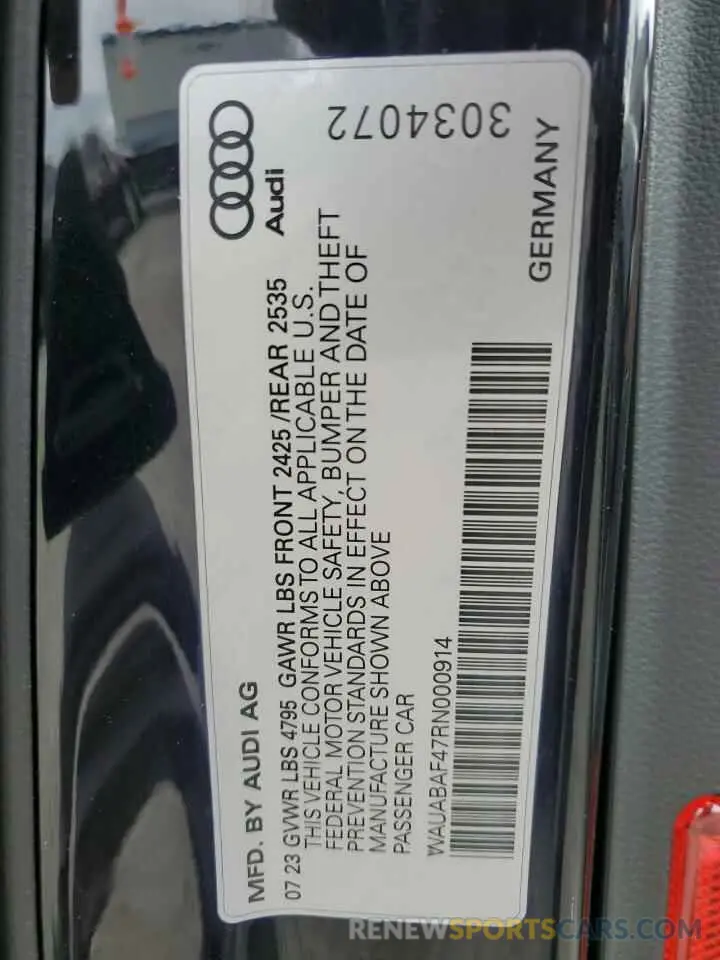 MFD. BY AUDI AG
Audi
07 23 GVWR LBS 4795 GAWR LBS FRONT 2425 /REAR 2535
THIS VEHICLE CONFORMS TO ALL APPLICABLE U.S.
FEDERAL MOTOR VEHICLE SAFETY, BUMPER AND THEFT
PREVENTION STANDARDS IN EFFECT ON THE DATE OF
MANUFACTURE SHOWN ABOVE
PASSENGER CAR
WAUABAF47RN000914
3034072
GERMANY
RENEWSPORTSCARS.COM